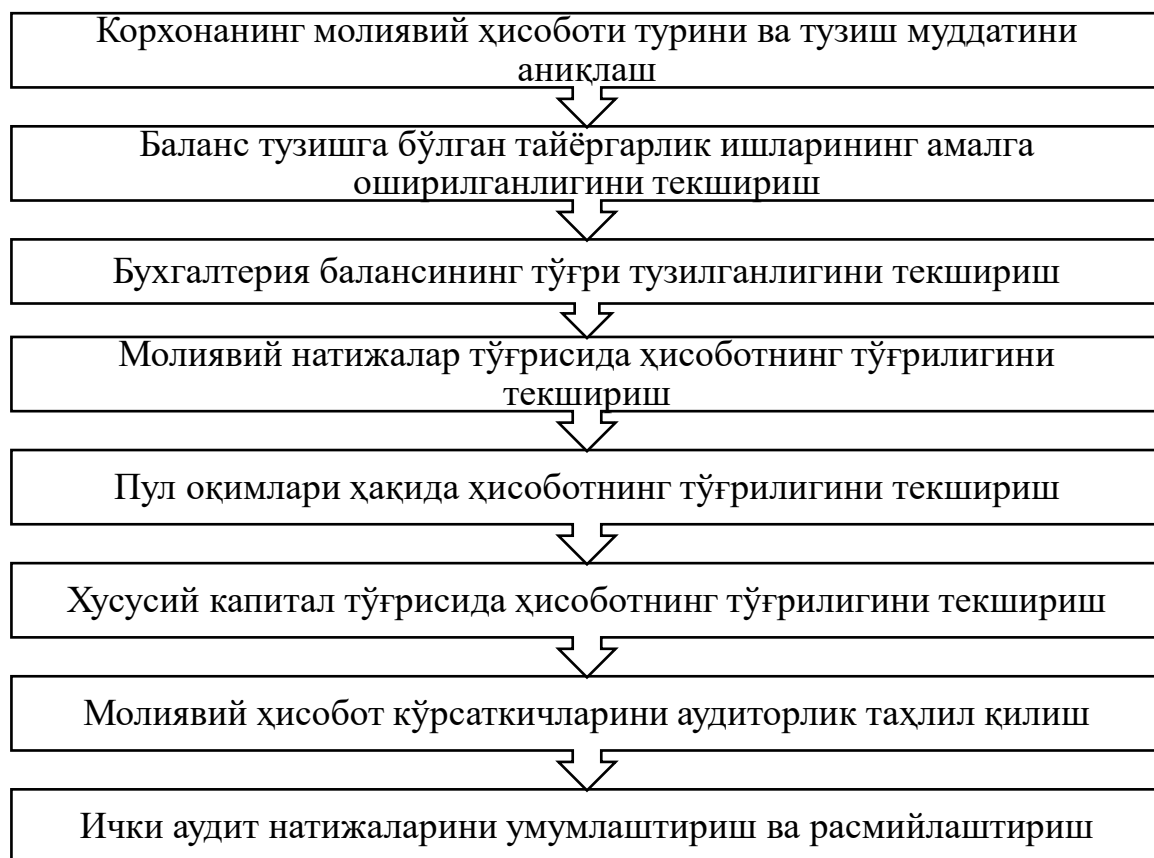 Корхонанинг молиявий ҳисоботи турини ва тузиш муддатини
аниқлаш
Баланс тузишга бўлган тайёргарлик ишларининг амалга
оширилганлигини текшириш
Бухгалтерия балансининг тўғри тузилганлигини текшириш
Молиявий натижалар тўғрисида ҳисоботнинг тўғрилигини
текшириш
Пул оқимлари ҳақида ҳисоботнинг тўғрилигини текшириш
Хусусий капитал тўғрисида ҳисоботнинг тўғрилигини текшириш
Молиявий ҳисобот кўрсаткичларини аудиторлик таҳлил қилиш
Ички аудит натижаларини умумлаштириш ва расмийлаштириш